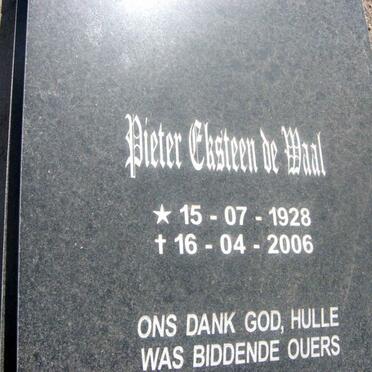 Pieter Eksteen de Waal
★ 15 - 07 - 1928
† 16 - 04 - 2006
ONS DANK GOD, HULLE
WAS BIDDENDE OUERS